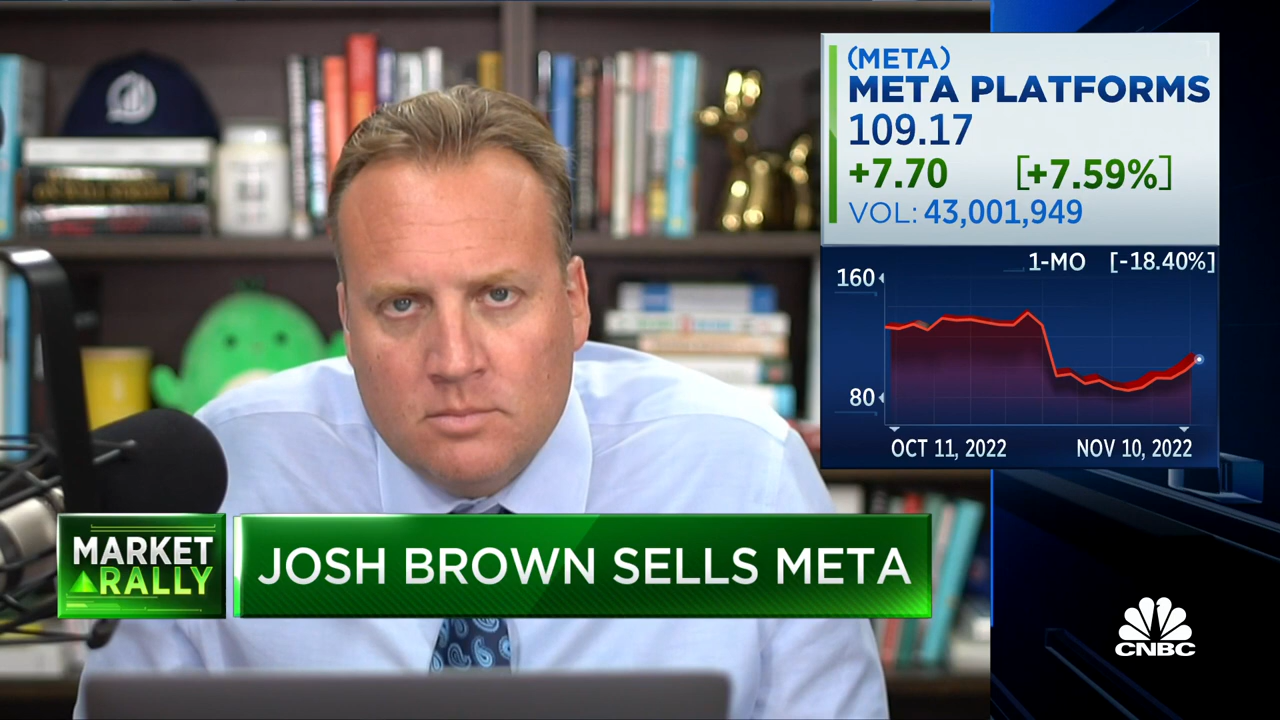 (META)
META PLATFORMS
109.17
+7.70 [+7.59%]
VOL: 43,001,949
1-MO [-18.40%]
160
80
OCT 11, 2022 NOV 10, 2022
MARKET
RALLY
JOSH BROWN SELLS META
CNBC